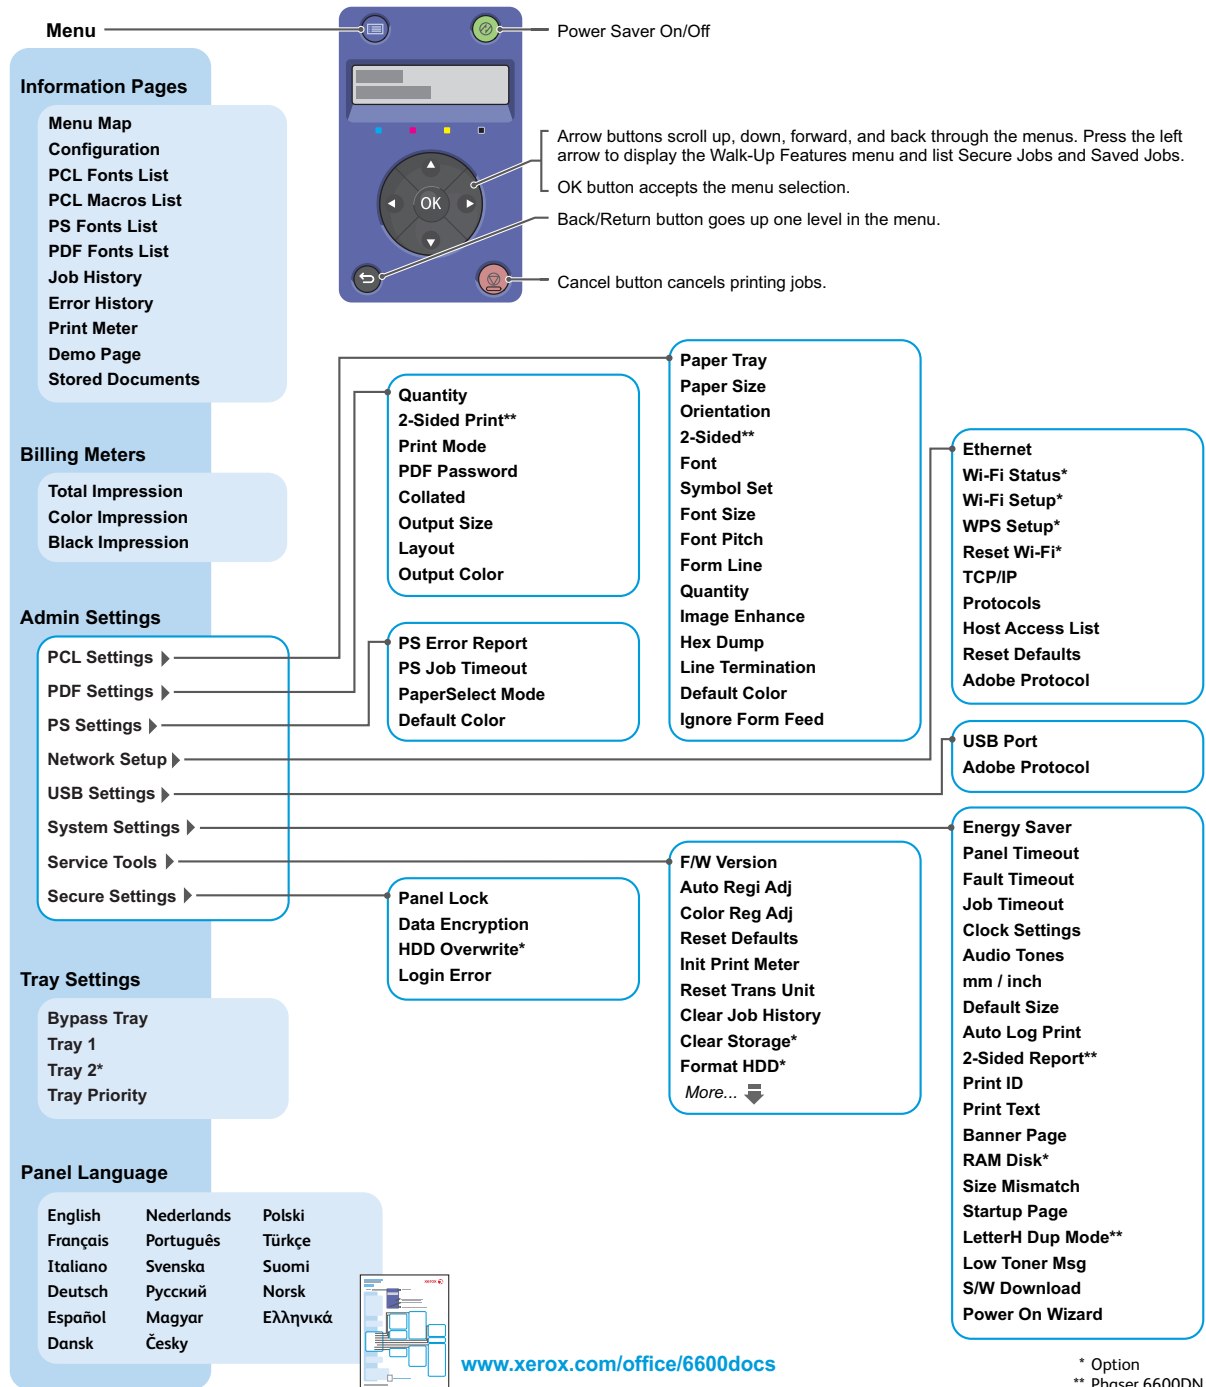 Menu
Power Saver On/Off
Information Pages
Menu Map
Configuration
PCL Fonts List
PCL Macros List
PS Fonts List
PDF Fonts List
Job History
Error History
Print Meter
Demo Page
Stored Documents
OK
Arrow buttons scroll up, down, forward, and back through the menus. Press the left
arrow to display the Walk-Up Features menu and list Secure Jobs and Saved Jobs.
OK button accepts the menu selection.
Back/Return button goes up one level in the menu.
Cancel button cancels printing jobs.
Billing Meters
Total Impression
Color Impression
Black Impression
Admin Settings
PCL Settings
PDF Settings
PS Settings
Network Setup
USB Settings
System Settings
Service Tools
Secure Settings
Quantity
2-Sided Print**
Print Mode
PDF Password
Collated
Output Size
Layout
Output Color
PS Error Report
PS Job Timeout
PaperSelect Mode
Default Color
Panel Lock
Data Encryption
HDD Overwrite*
Login Error
Paper Tray
Paper Size
Orientation
2-Sided**
Font
Symbol Set
Font Size
Font Pitch
Form Line
Quantity
Image Enhance
Hex Dump
Line Termination
Default Color
Ignore Form Feed
F/W Version
Auto Regi Adj
Color Reg Adj
Reset Defaults
Init Print Meter
Reset Trans Unit
Clear Job History
Clear Storage*
Format HDD*
More...
Ethernet
Wi-Fi Status*
Wi-Fi Setup*
WPS Setup*
Reset Wi-Fi*
TCP/IP
Protocols
Host Access List
Reset Defaults
Adobe Protocol
USB Port
Adobe Protocol
Energy Saver
Panel Timeout
Fault Timeout
Job Timeout
Clock Settings
Audio Tones
mm / inch
Default Size
Auto Log Print
2-Sided Report**
Print ID
Print Text
Banner Page
RAM Disk*
Size Mismatch
Startup Page
LetterH Dup Mode**
Low Toner Msg
S/W Download
Power On Wizard
Tray Settings
Bypass Tray
Tray 1
Tray 2*
Tray Priority
Panel Language
English Nederlands Polski
Français Português Türkçe
Italiano Svenska Suomi
Deutsch Русский Norsk
Español Magyar Ελληνικά
Dansk Česky
xerox
www.xerox.com/office/6600docs
* Option
** Phaser 6600DN